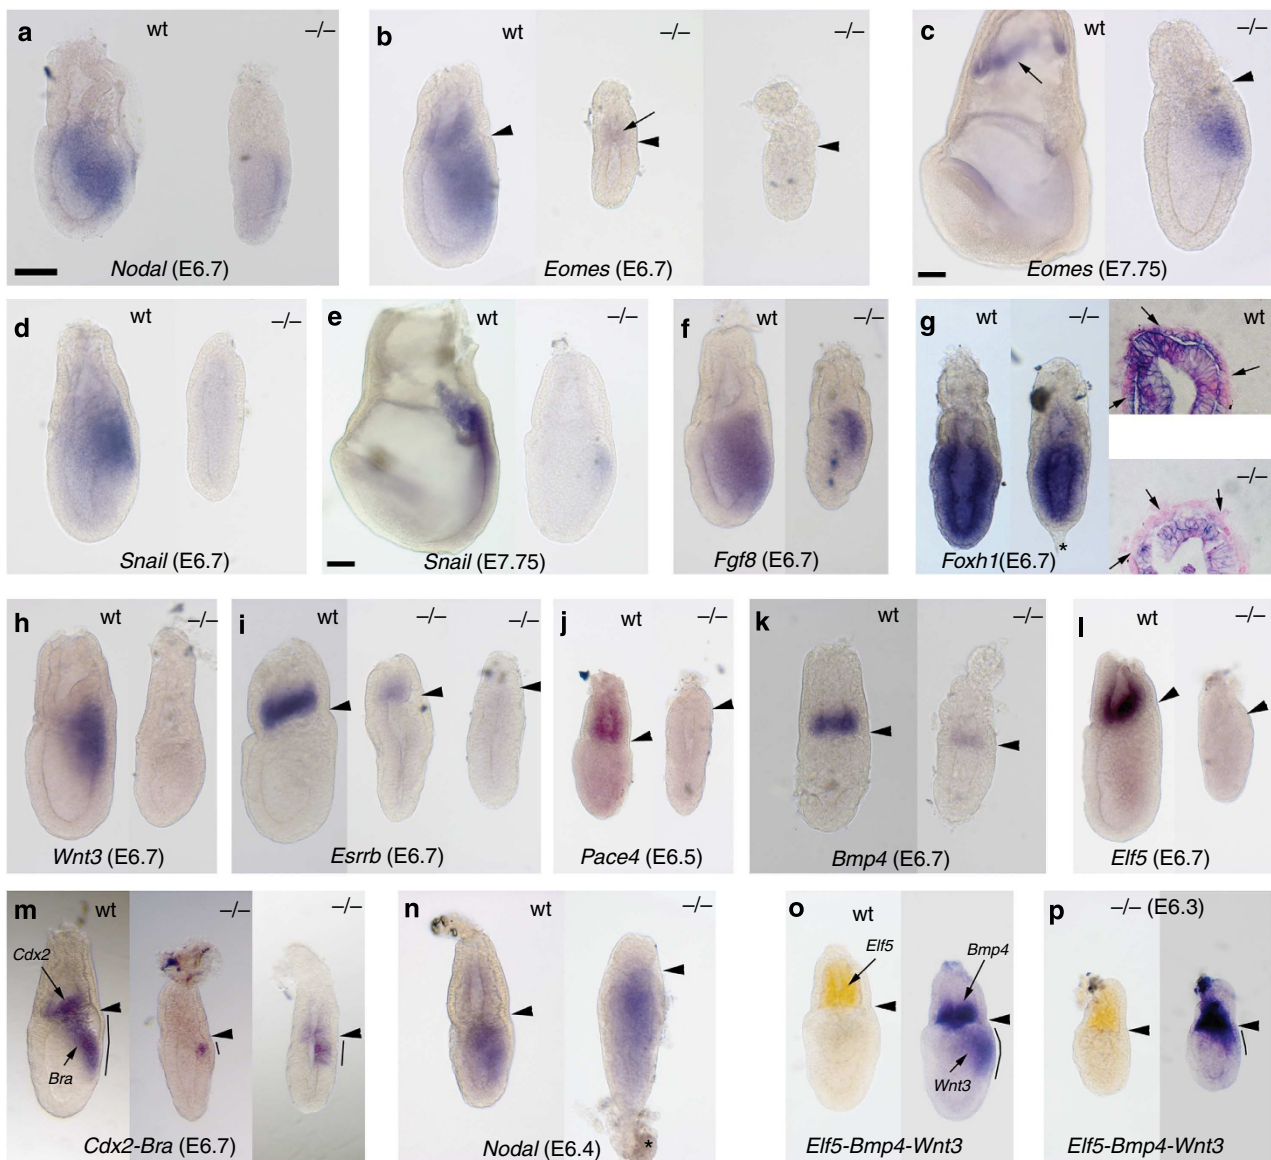 a wt –/–
Nodal (E6.7)
b wt –/– –/–
Eomes (E6.7)
c wt –/–
Eomes (E7.75)
d wt –/–
Snail (E6.7)
e wt –/–
Snail (E7.75)
f wt –/–
Fgf8 (E6.7)
g wt –/– wt
–/–
Foxh1(E6.7) *
h wt –/–
Wnt3 (E6.7)
i wt –/– –/–
Esrrb (E6.7)
j wt –/–
Pace4 (E6.5)
k wt –/–
Bmp4 (E6.7)
l wt –/–
Elf5 (E6.7)
m wt –/– –/–
Cdx2
Bra
Cdx2-Bra (E6.7)
n wt –/–
*
Nodal (E6.4)
o wt
Elf5 Bmp4
Wnt3
Elf5-Bmp4-Wnt3
p –/– (E6.3)
Elf5-Bmp4-Wnt3